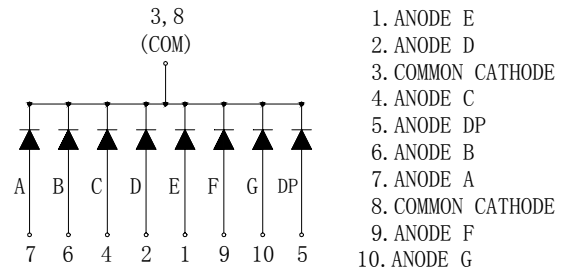 3,8
(COM)
A B C D E F G DP
7 6 4 2 1 9 10 5
1. ANODE E
2. ANODE D
3. COMMON CATHODE
4. ANODE C
5. ANODE DP
6. ANODE B
7. ANODE A
8. COMMON CATHODE
9. ANODE F
10. ANODE G